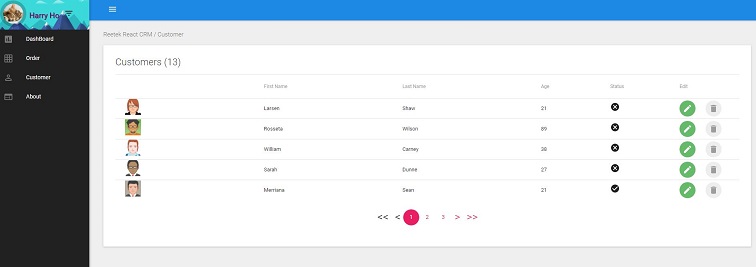 Harry Ho
DashBoard
Order
Customer
About
Reetek React CRM / Customer
Customers (13)
First Name Last Name Age Status Edit
Larsen Shaw 21
Rosseta Wilson 89
William Carney 38
Sarah Dunne 27
Merriana Sean 21
<< < 1 2 3 > >>